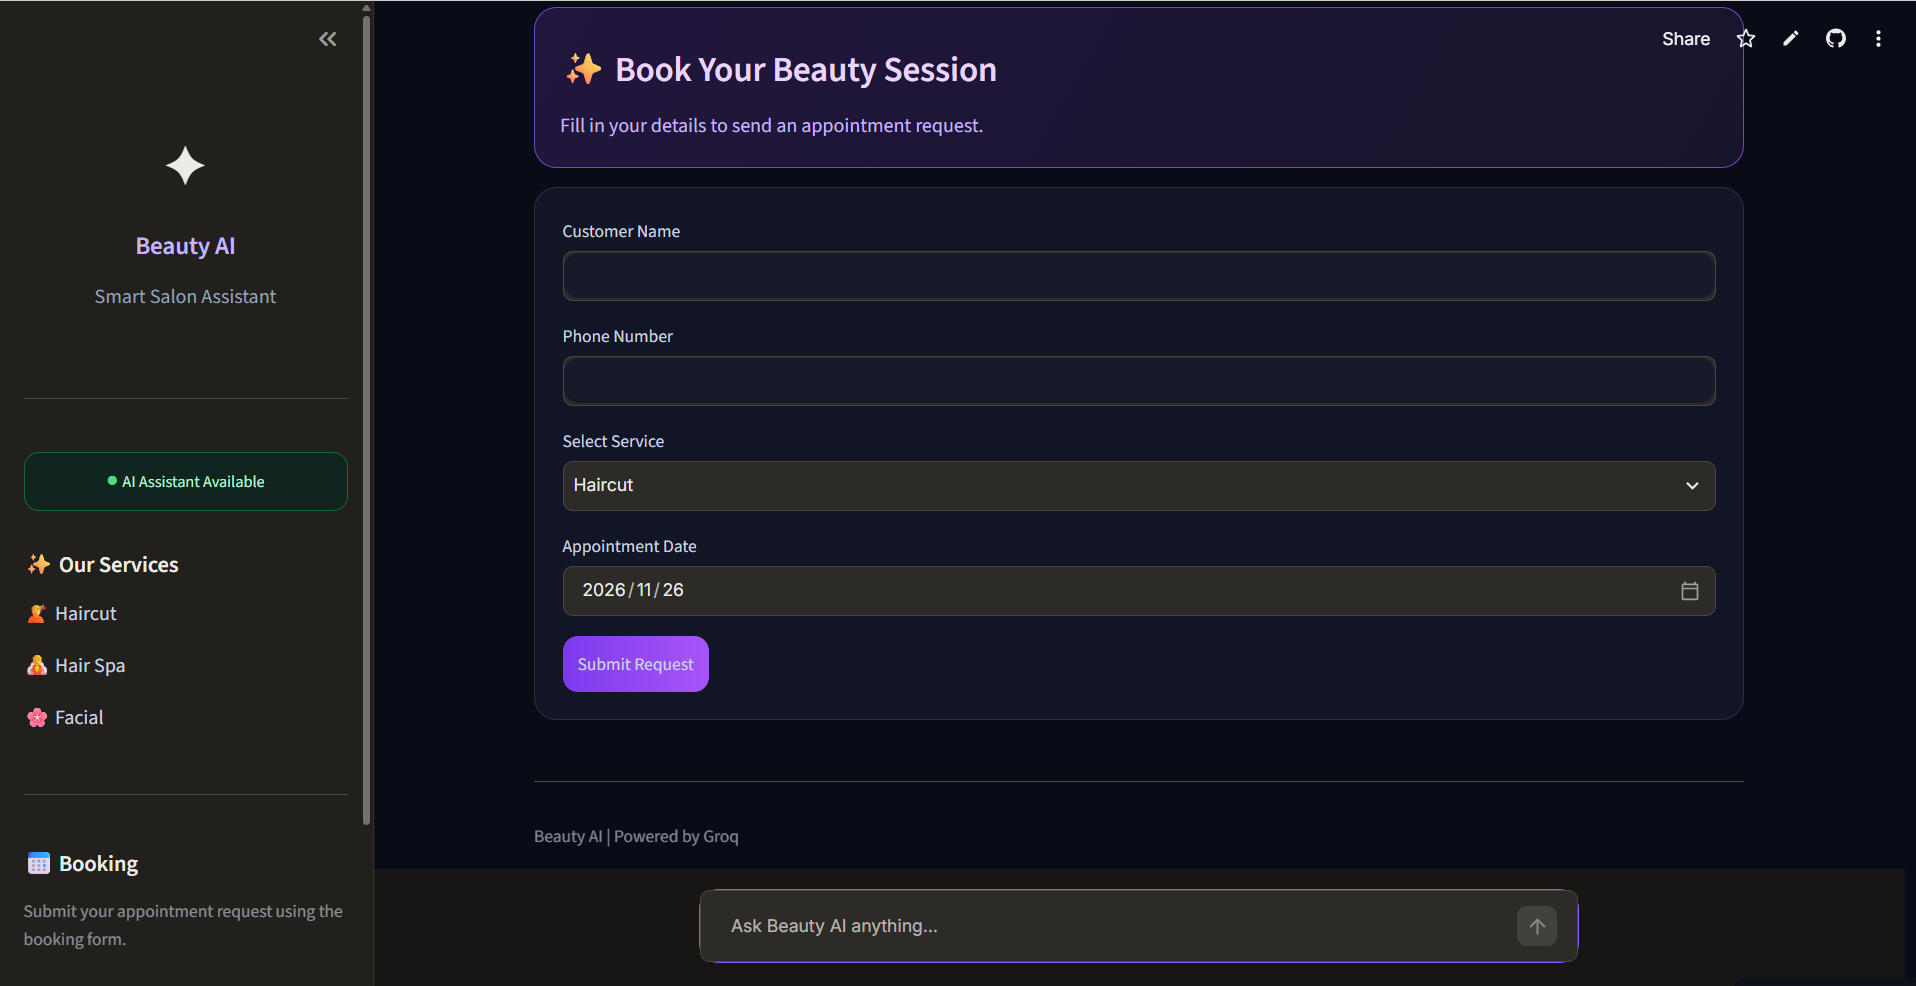 Beauty AI
Smart Salon Assistant
AI Assistant Available
Our Services
Haircut
Hair Spa
Facial
Booking
Submit your appointment request using the
booking form.
Share
Book Your Beauty Session
Fill in your details to send an appointment request.
Customer Name
Phone Number
Select Service
Haircut
Appointment Date
2026/11/26
Submit Request
Beauty AI | Powered by Groq
Ask Beauty AI anything...